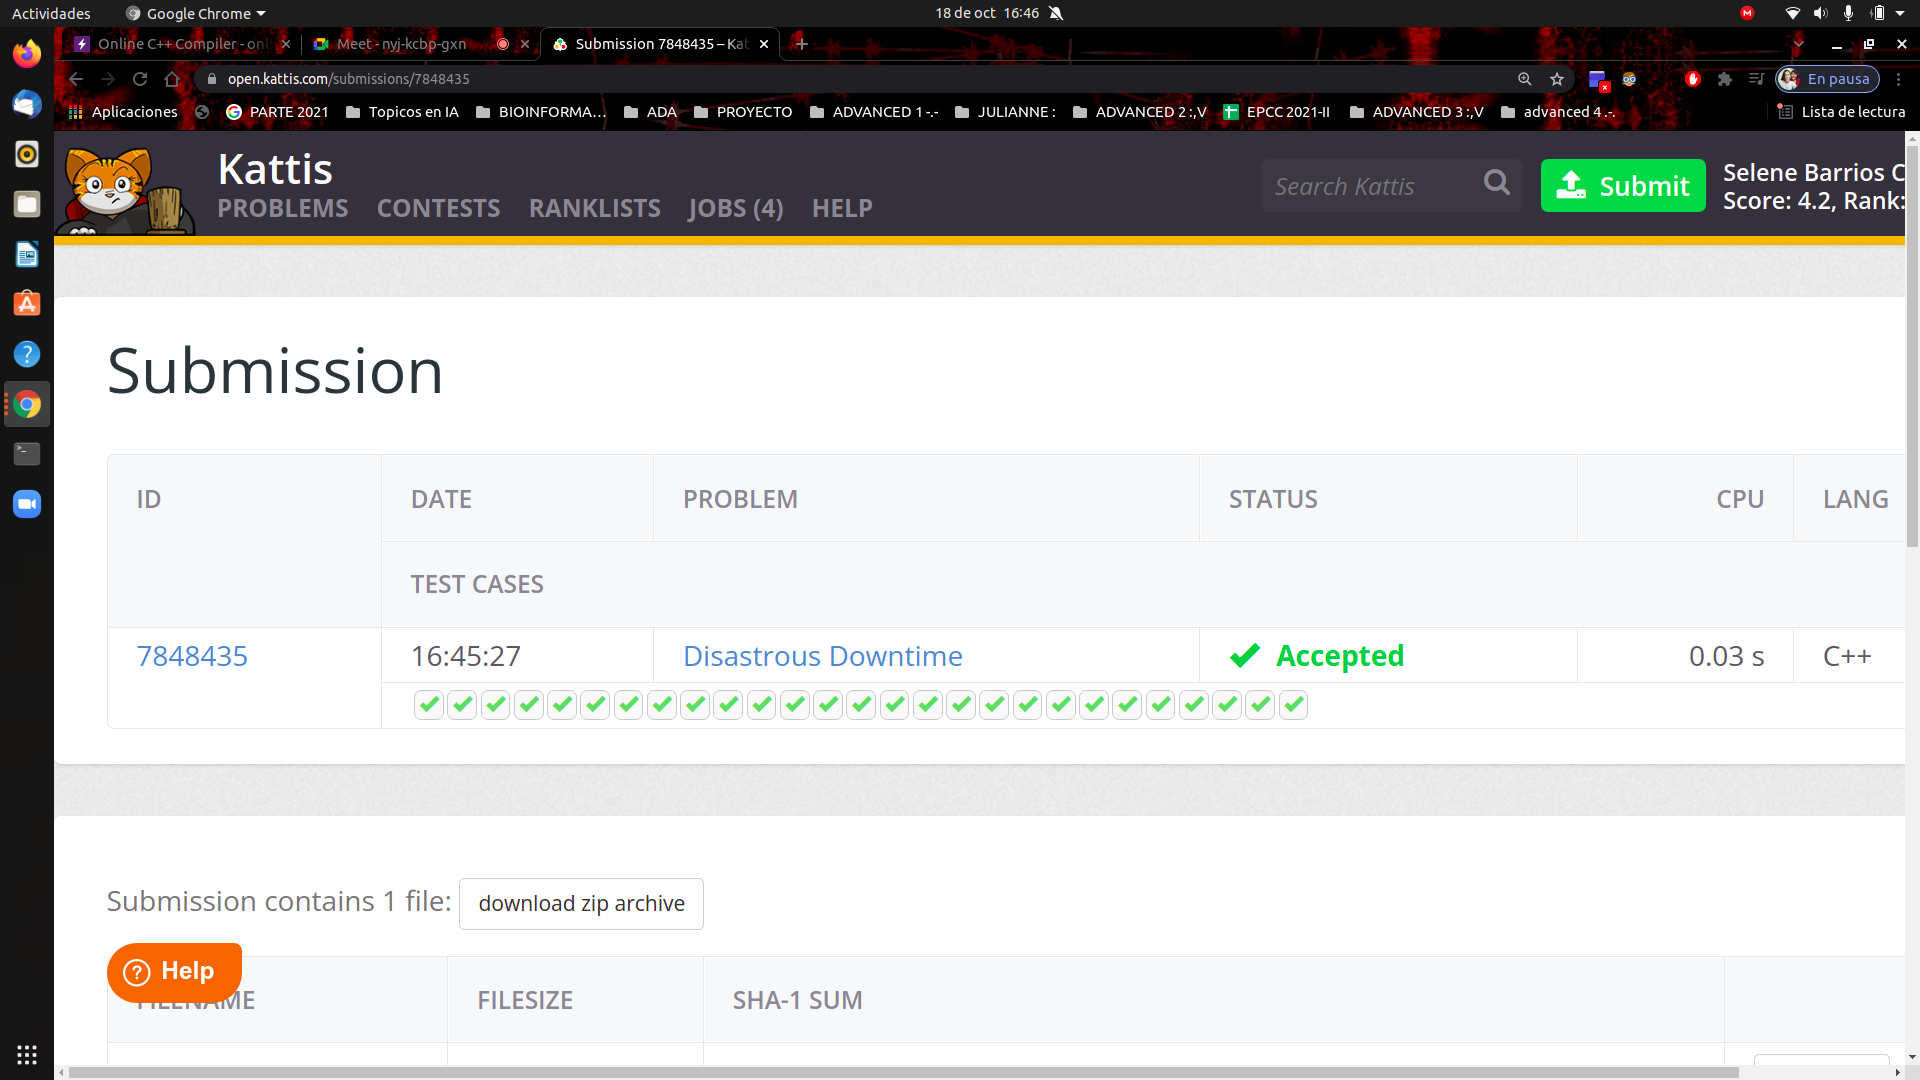 Actividades
Google Chrome
18 de oct 16:46
Online C++ Compiler - onl
Meet - nyj-kcbp-gxn
Submission 7848435 – Kat
open.kattis.com/submissions/7848435
En pausa
Aplicaciones
PARTE 2021
Topicos en IA
BIOINFORMA...
ADA
PROYECTO
ADVANCED 1 -.-
JULIANNE :
ADVANCED 2 :,V
EPCC 2021-II
ADVANCED 3 :,V
advanced 4 .-.
Lista de lectura
Kattis
PROBLEMS CONTESTS RANKLISTS JOBS (4) HELP
Search Kattis
Submit
Selene Barrios C
Score: 4.2, Rank:
Submission
ID DATE PROBLEM STATUS CPU LANG
TEST CASES
7848435 16:45:27 Disastrous Downtime Accepted 0.03 s C++
Submission contains 1 file: download zip archive
Help
FILENAME FILESIZE SHA-1 SUM